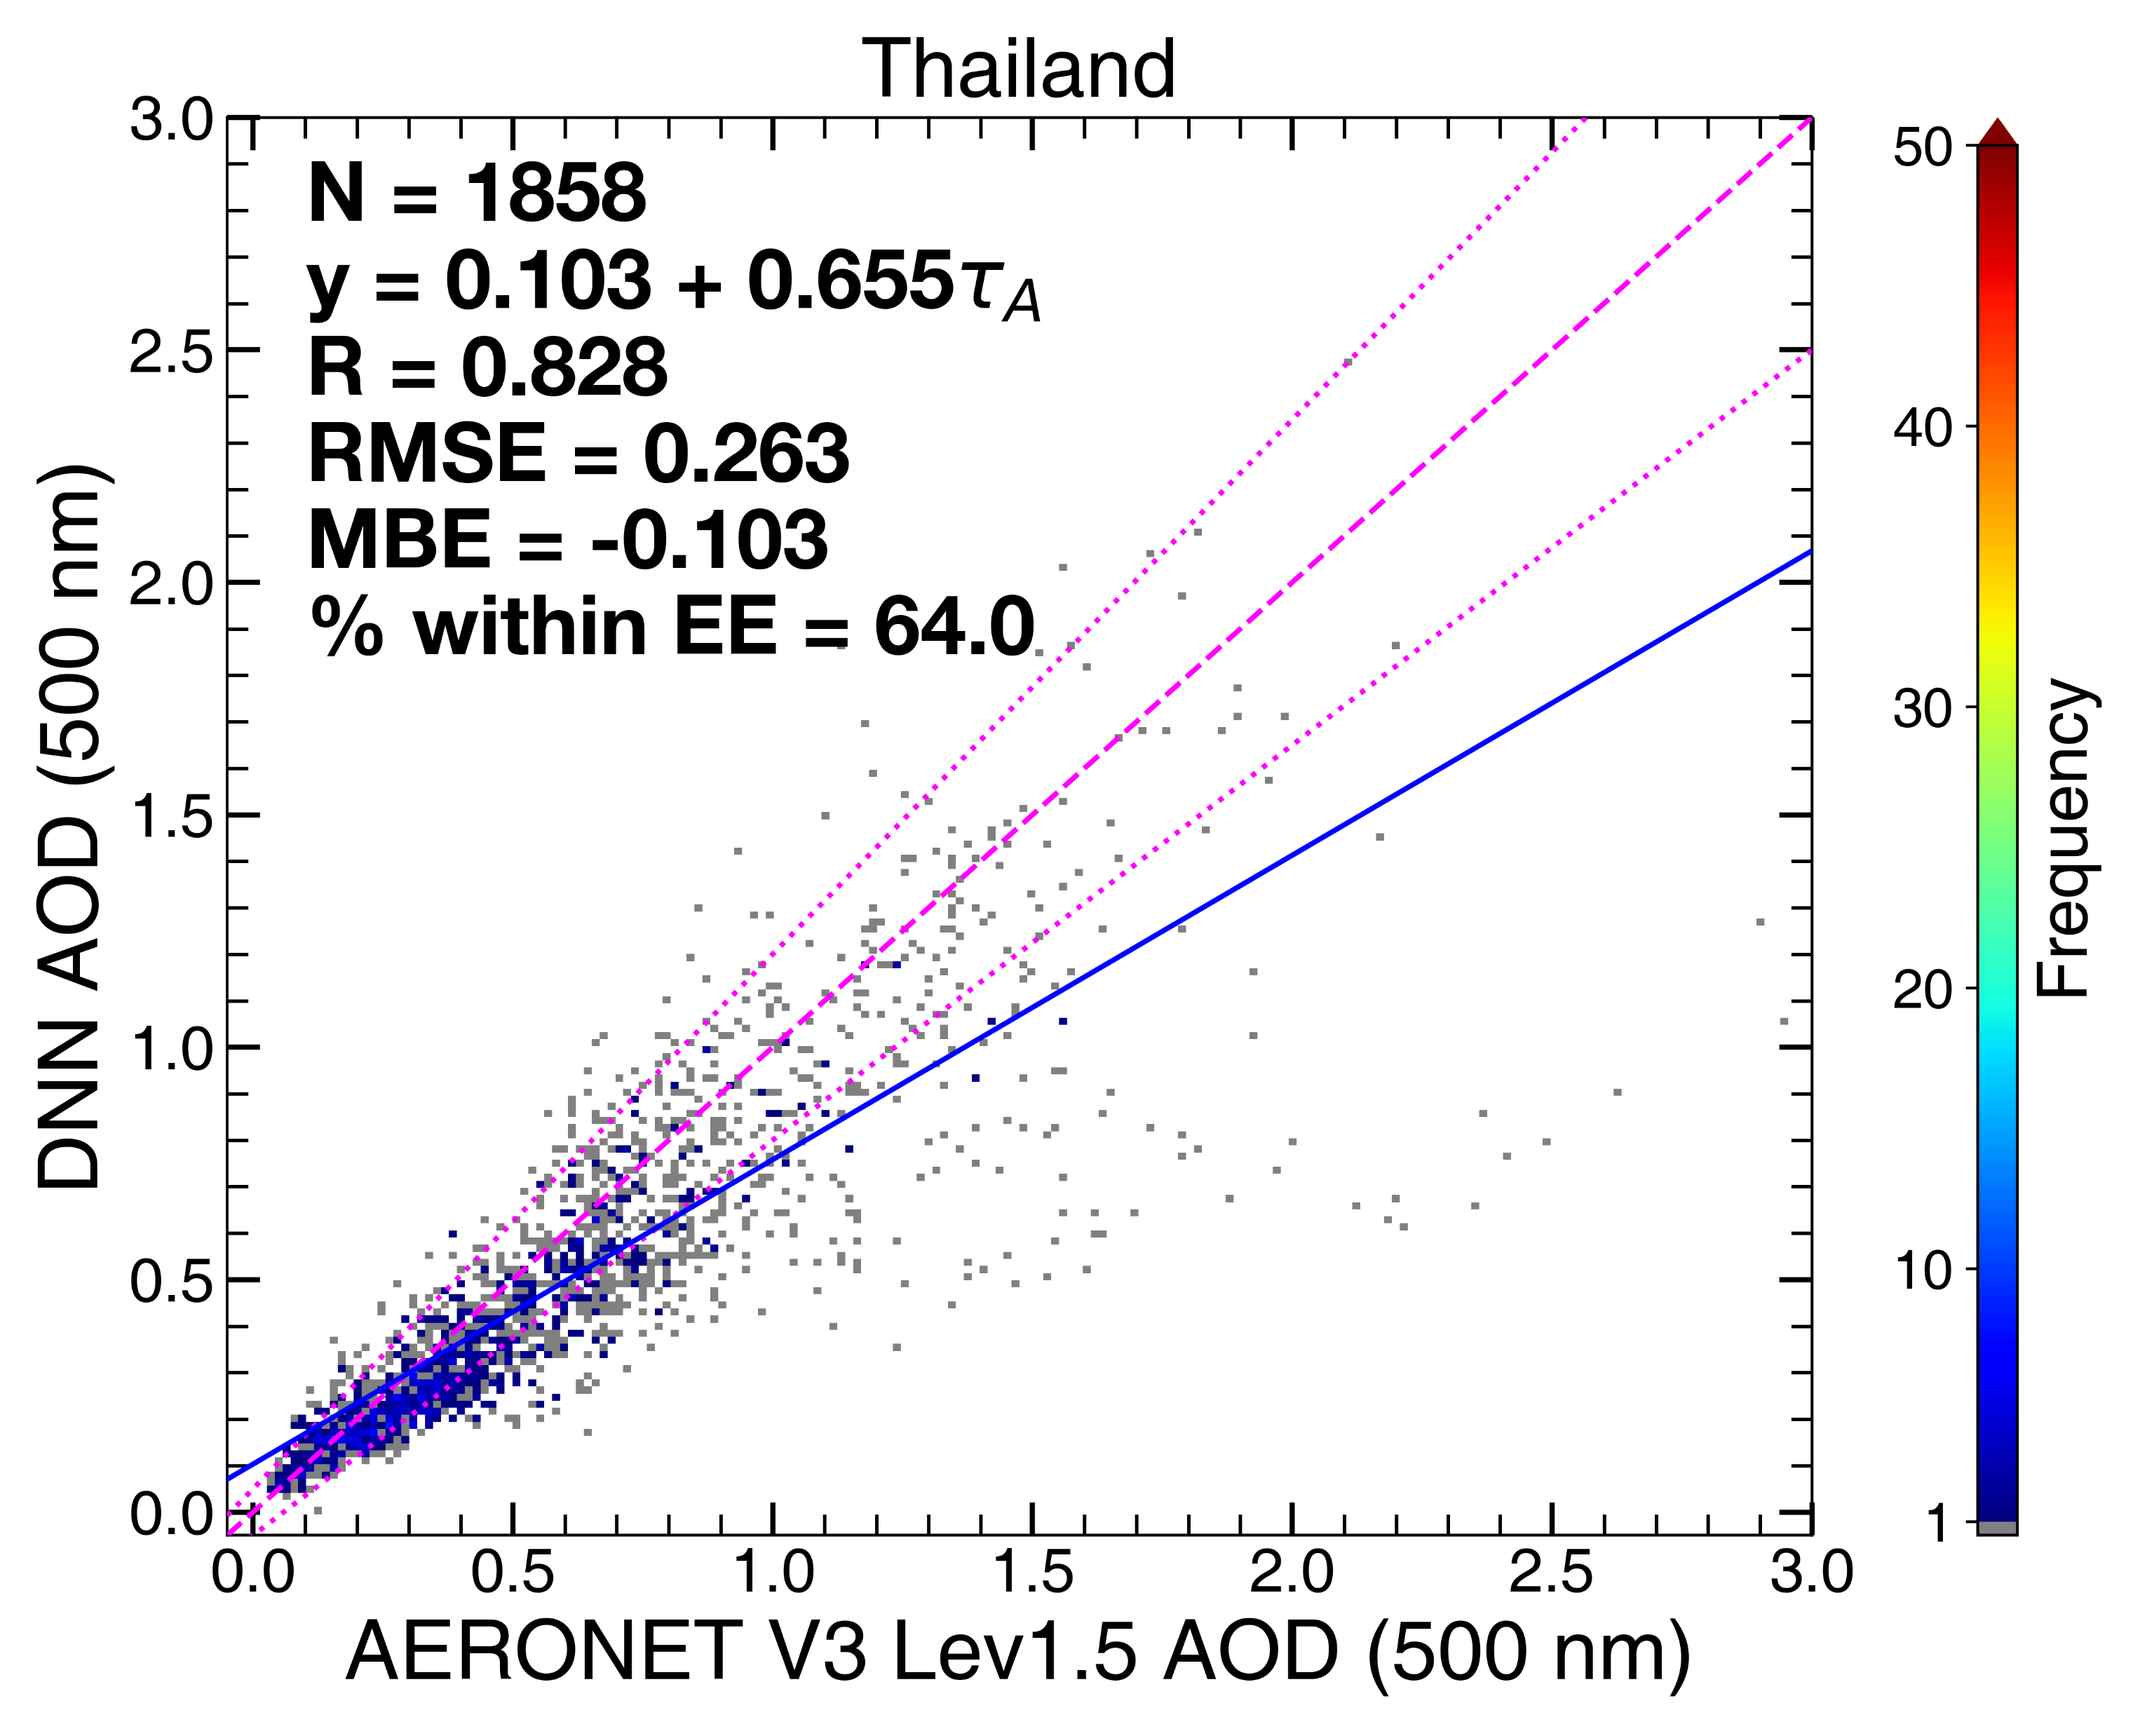 Thailand
N = 1858
y = 0.103 + 0.655τA
R = 0.828
RMSE = 0.263
MBE = -0.103
% within EE = 64.0
DNN AOD (500 nm)
3.0
2.5
2.0
1.5
1.0
0.5
0.0
0.0 0.5 1.0 1.5 2.0 2.5 3.0
AERONET V3 Lev1.5 AOD (500 nm)
50
40
30
20
10
1
Frequency